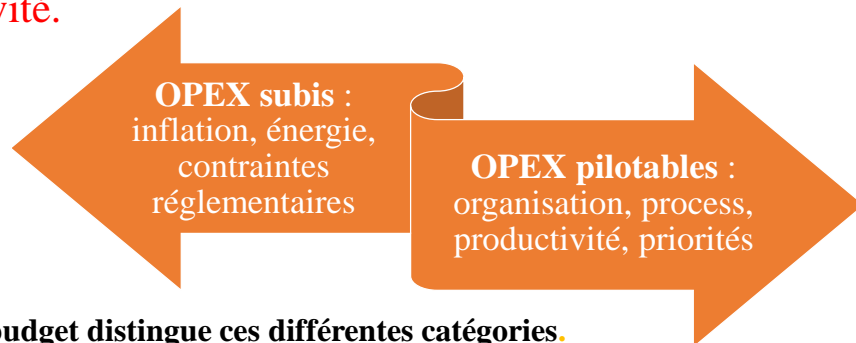 vité.
OPEX subis :
inflation, énergie,
contraintes
réglementaires
OPEX pilotables :
organisation, process,
productivité, priorités
budget distingue ces différentes catégories.